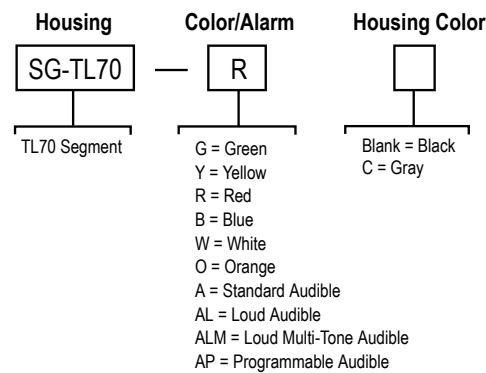 Housing Color/Alarm Housing Color
SG-TL70 — R
TL70 Segment
G = Green
Y = Yellow
R = Red
B = Blue
W = White
O = Orange
A = Standard Audible
AL = Loud Audible
ALM = Loud Multi-Tone Audible
AP = Programmable Audible
Blank = Black
C = Gray